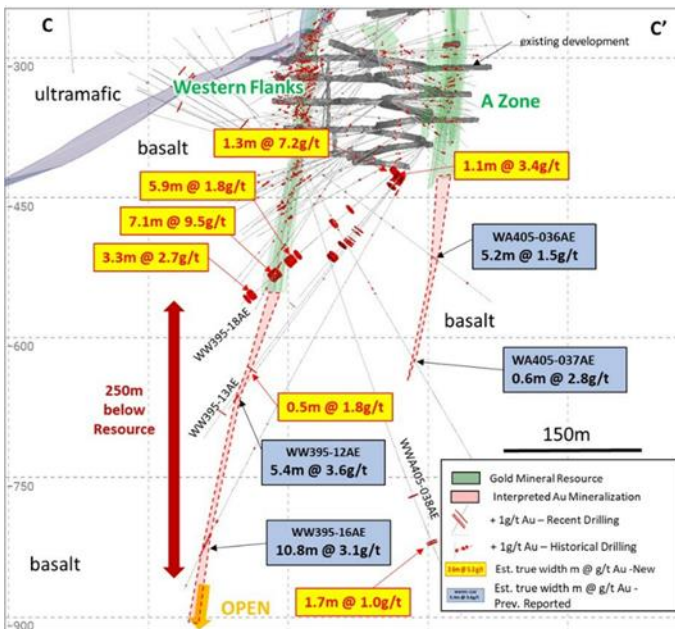 C
C'
existing development
-300
ultramafic
Western Flanks
A Zone
basalt
1.3m @ 7.2g/t
1.1m @ 3.4g/t
5.9m @ 1.8g/t
-450
7.1m @ 9.5g/t
WA405-036AE
5.2m @ 1.5g/t
3.3m @ 2.7g/t
WW395-18AE
basalt
-600
WA405-037AE
0.6m @ 2.8g/t
250m
below
Resource
WW395-13AE
0.5m @ 1.8g/t
150m
WW395-12AE
5.4m @ 3.6g/t
WWA405-038AE
-750
Gold Mineral Resource
Interpreted Au Mineralization
+ 1g/t Au – Recent Drilling
+ 1g/t Au – Historical Drilling
Est. true width m @ g/t Au -New
Est. true width m @ g/t Au -
Prev. Reported
WW395-16AE
10.8m @ 3.1g/t
basalt
1.7m @ 1.0g/t
OPEN
-900